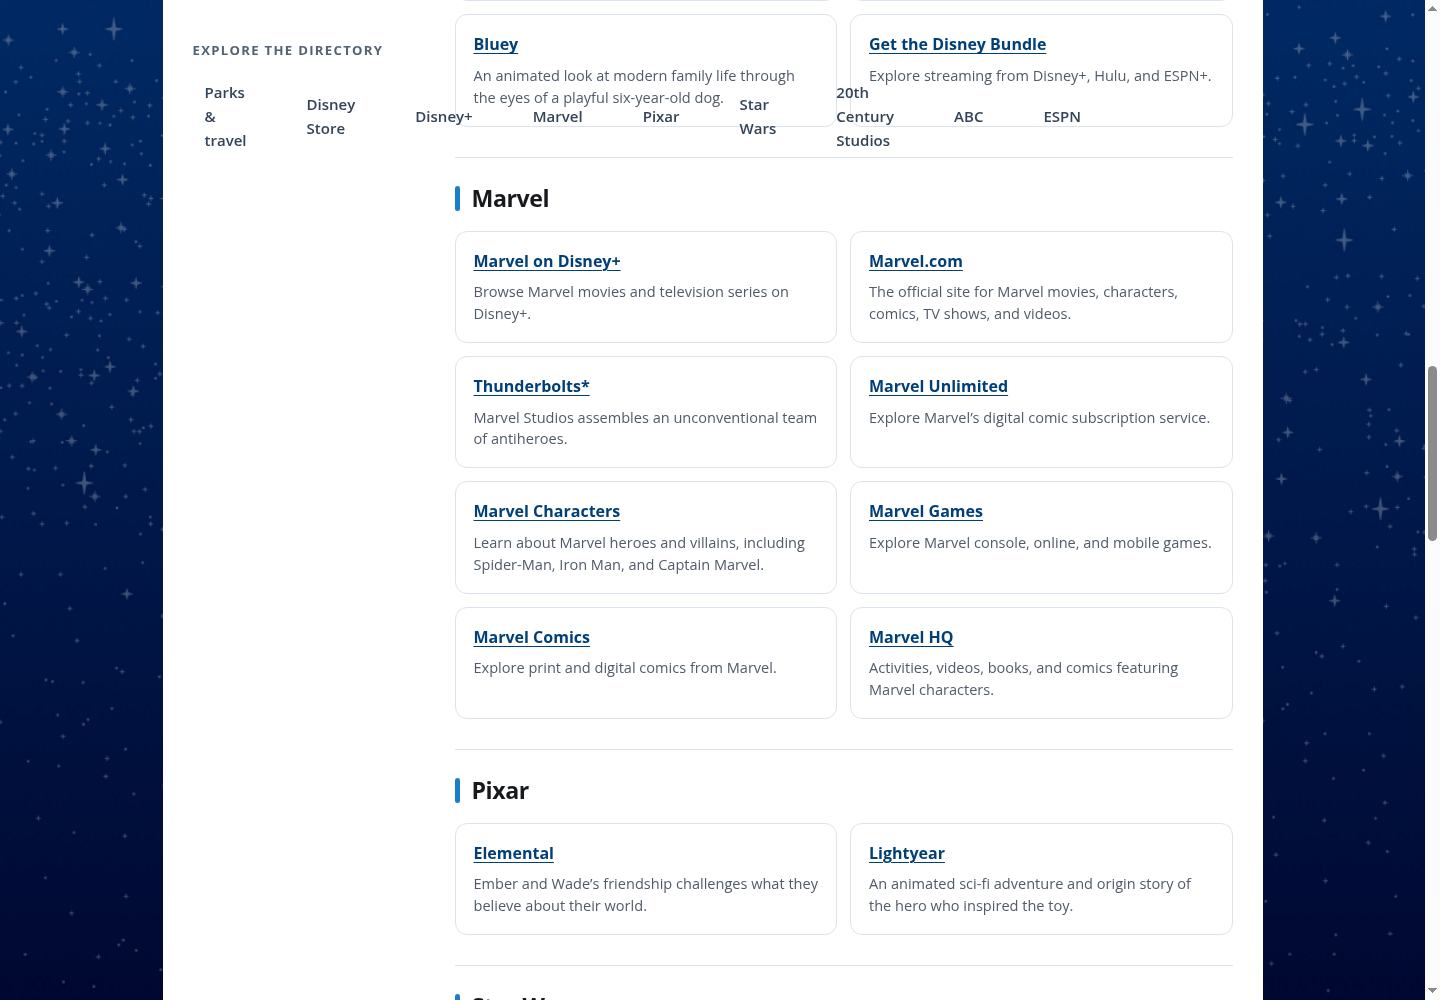 EXPLORE THE DIRECTORY
Parks
&
travel
Disney
Store
Disney+
Marvel
Pixar
Star
Wars
20th
Century
Studios
ABC
ESPN
Bluey
An animated look at modern family life through
the eyes of a playful six-year-old dog.
Get the Disney Bundle
Explore streaming from Disney+, Hulu, and ESPN+.
Marvel
Marvel on Disney+
Browse Marvel movies and television series on
Disney+.
Marvel.com
The official site for Marvel movies, characters,
comics, TV shows, and videos.
Thunderbolts*
Marvel Studios assembles an unconventional team
of antiheroes.
Marvel Unlimited
Explore Marvel’s digital comic subscription service.
Marvel Characters
Learn about Marvel heroes and villains, including
Spider-Man, Iron Man, and Captain Marvel.
Marvel Games
Explore Marvel console, online, and mobile games.
Marvel Comics
Explore print and digital comics from Marvel.
Marvel HQ
Activities, videos, books, and comics featuring
Marvel characters.
Pixar
Elemental
Ember and Wade’s friendship challenges what they
believe about their world.
Lightyear
An animated sci-fi adventure and origin story of
the hero who inspired the toy.